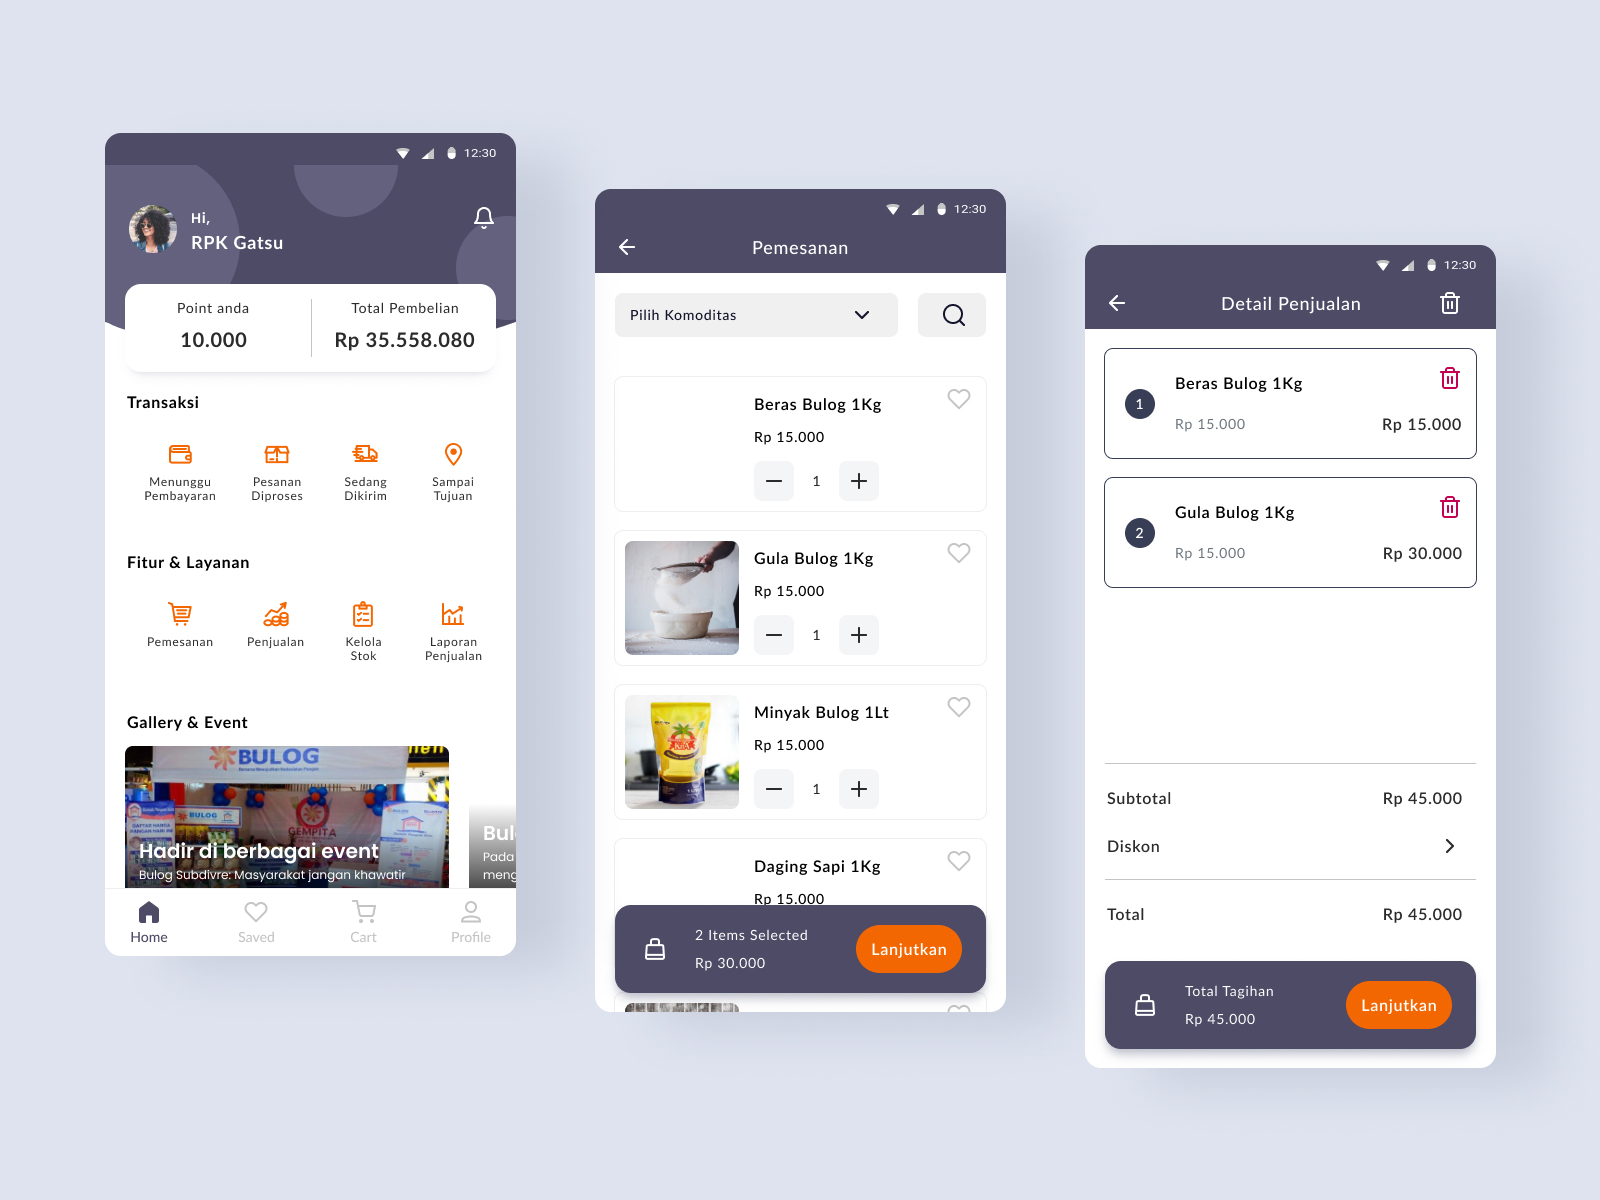 12:30
Hi,
RPK Gatsu
Point anda
10.000
Total Pembelian
Rp 35.558.080
Transaksi
Menunggu
Pembayaran
Pesanan
Diproses
Sedang
Dikirim
Sampai
Tujuan
Fitur & Layanan
Pemesanan
Penjualan
Kelola
Stok
Laporan
Penjualan
Gallery & Event
BULOG
BULOG
GEMPITA
Hadir di berbagai event
Bulog Subdivre: Masyarakat jangan khawatir
Bul
Pada
meng
Home
Saved
Cart
Profile
12:30
Pemesanan
Pilih Komoditas
Beras Bulog 1Kg
Rp 15.000
1
Gula Bulog 1Kg
Rp 15.000
1
Minyak Bulog 1Lt
Rp 15.000
1
Daging Sapi 1Kg
Rp 15.000
2 Items Selected
Rp 30.000
Lanjutkan
12:30
Detail Penjualan
1
Beras Bulog 1Kg
Rp 15.000
Rp 15.000
2
Gula Bulog 1Kg
Rp 15.000
Rp 30.000
Subtotal
Rp 45.000
Diskon
Total
Rp 45.000
Total Tagihan
Rp 45.000
Lanjutkan